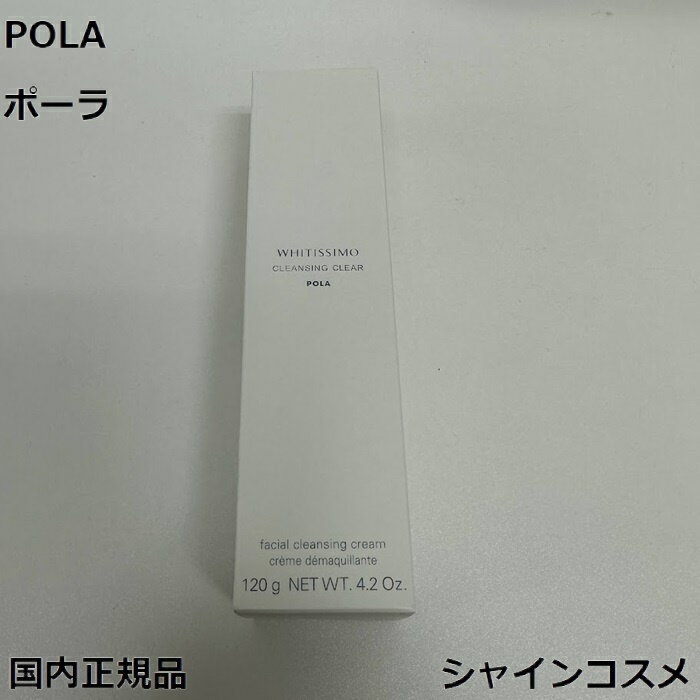 POLA
ポーラ
WHITISSIMO
CLEANSING CLEAR
POLA
facial cleansing cream
crème démaquillante
120 g NET WT. 4.2 Oz.
国内正規品
シャインコスメ